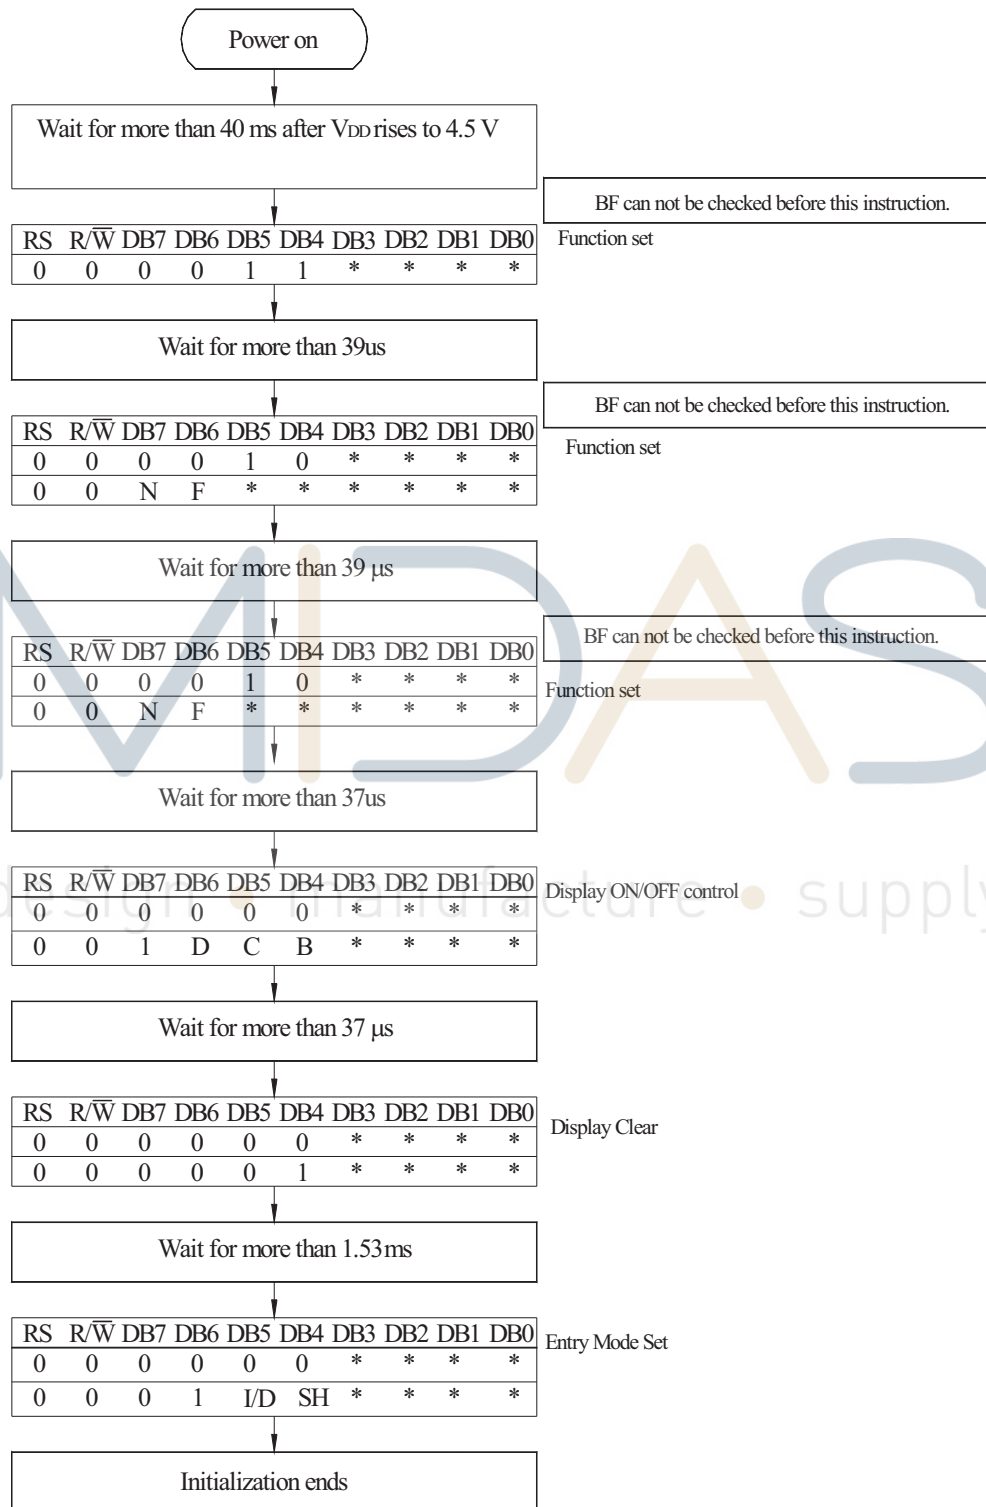 Power on
Wait for more than 40 ms after VDD rises to 4.5 V
BF can not be checked before this instruction.
RS R/W̅ DB7 DB6 DB5 DB4 DB3 DB2 DB1 DB0
Function set
0 0 0 0 1 1 * * * *
Wait for more than 39us
BF can not be checked before this instruction.
RS R/W̅ DB7 DB6 DB5 DB4 DB3 DB2 DB1 DB0
Function set
0 0 0 0 1 0 * * * *
0 0 N F * * * * * *
Wait for more than 39 μs
BF can not be checked before this instruction.
RS R/W̅ DB7 DB6 DB5 DB4 DB3 DB2 DB1 DB0
0 0 0 0 1 0 * * * *
Function set
0 0 N F * * * * * *
MIDAS
Wait for more than 37us
RS R/W̅ DB7 DB6 DB5 DB4 DB3 DB2 DB1 DB0
Display ON/OFF control
0 0 0 0 0 0 * * * *
design • manufacture • supply
0 0 1 D C B * * * *
Wait for more than 37 μs
RS R/W̅ DB7 DB6 DB5 DB4 DB3 DB2 DB1 DB0
Display Clear
0 0 0 0 0 0 * * * *
0 0 0 0 0 1 * * * *
Wait for more than 1.53ms
RS R/W̅ DB7 DB6 DB5 DB4 DB3 DB2 DB1 DB0
Entry Mode Set
0 0 0 0 0 0 * * * *
0 0 0 1 I/D SH * * * *
Initialization ends